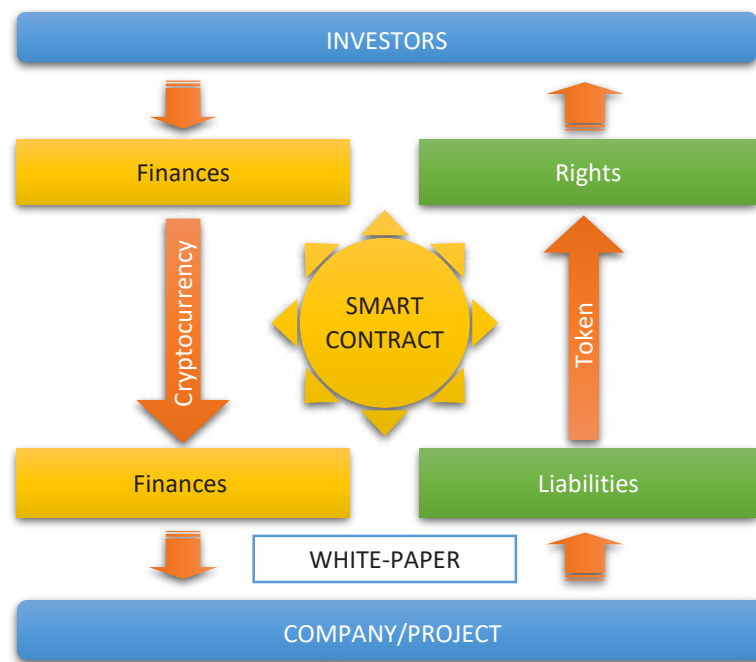 INVESTORS
Finances
Rights
Cryptocurrency
SMART
CONTRACT
Token
Finances
Liabilities
WHITE-PAPER
COMPANY/PROJECT